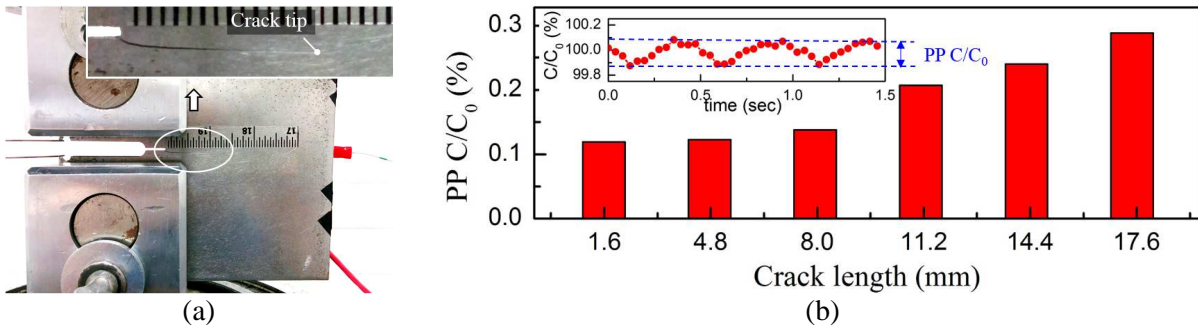 Crack tip
19 18 17
(a)
PP C/C0 (%)
0.3
0.2
0.1
0.0
C/C0 (%)
100.2
100.0
99.8
0.0 0.5 1.0 1.5
time (sec)
PP C/C0
1.6 4.8 8.0 11.2 14.4 17.6
Crack length (mm)
(b)